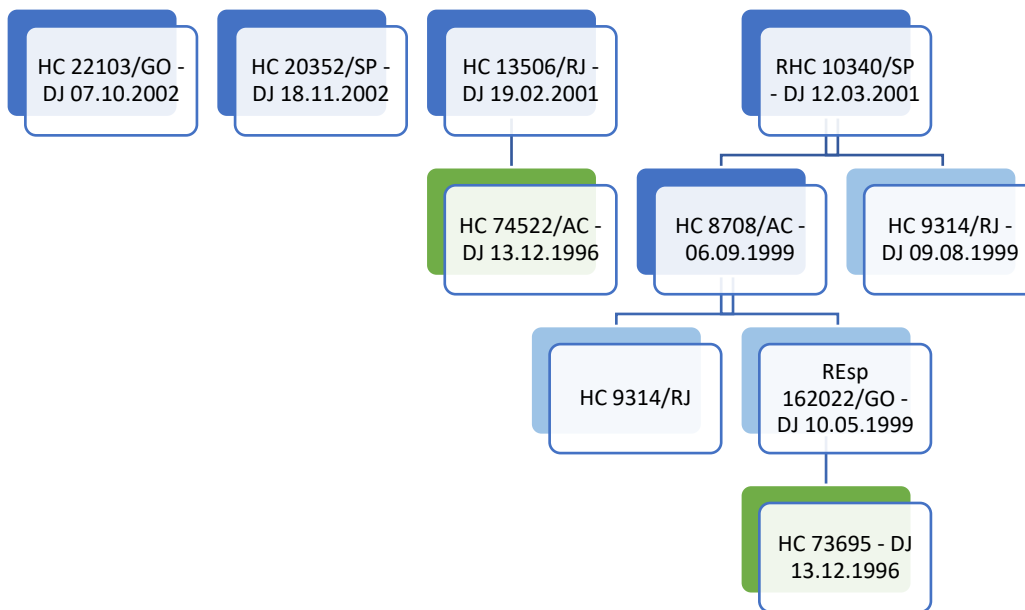 HC 22103/GO -
DJ 07.10.2002
HC 20352/SP -
DJ 18.11.2002
HC 13506/RJ -
DJ 19.02.2001
RHC 10340/SP
- DJ 12.03.2001
HC 74522/AC -
DJ 13.12.1996
HC 8708/AC -
06.09.1999
HC 9314/RJ -
DJ 09.08.1999
HC 9314/RJ
REsp
162022/GO -
DJ 10.05.1999
HC 73695 - DJ
13.12.1996